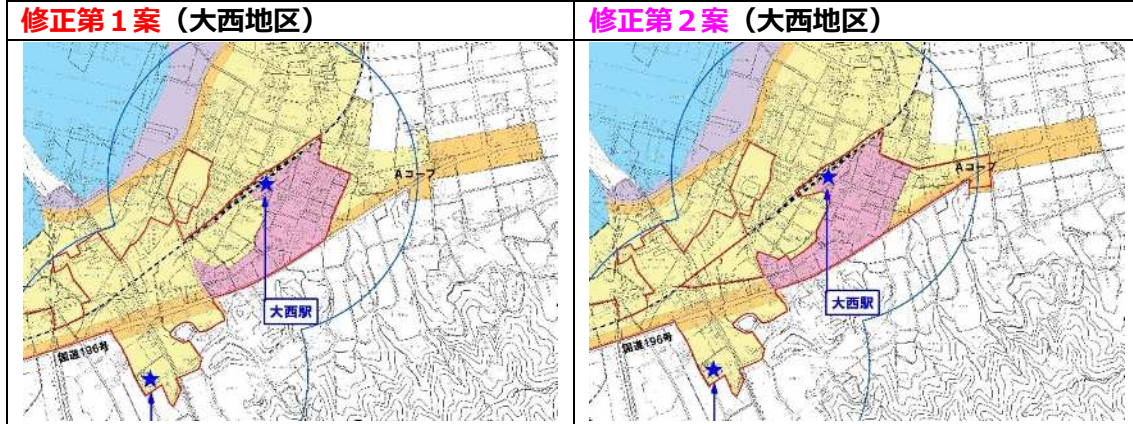 修正第1案（大西地区）
修正第2案（大西地区）
Aコープ
大西駅
国道196号
Aコープ
大西駅
国道196号